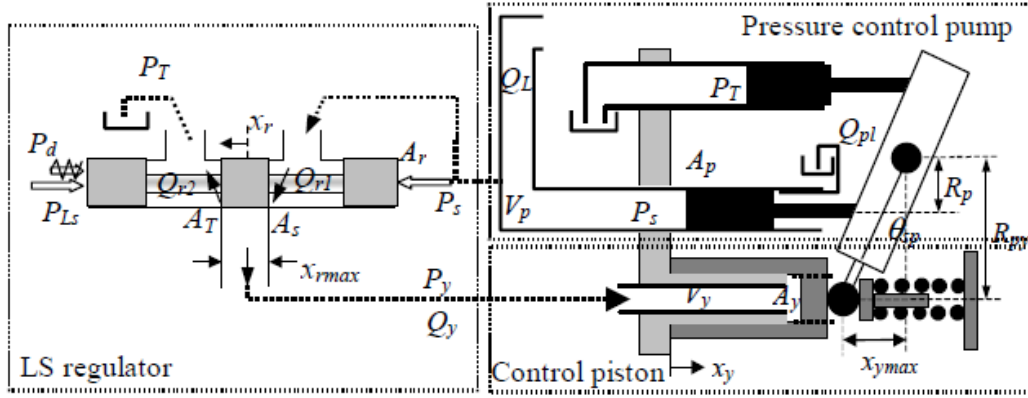 Pressure control pump
P_T
Q_L
P_T
x_r
Q_pl
P_d
A_r
A_p
Q_r2
Q_r1
R_p
P_Ls
A_T
A_s
P_s
V_p
P_s
θ_sp
x_rmax
P_y
V_y
A_y
Q_y
LS regulator
Control piston
x_y
x_ymax